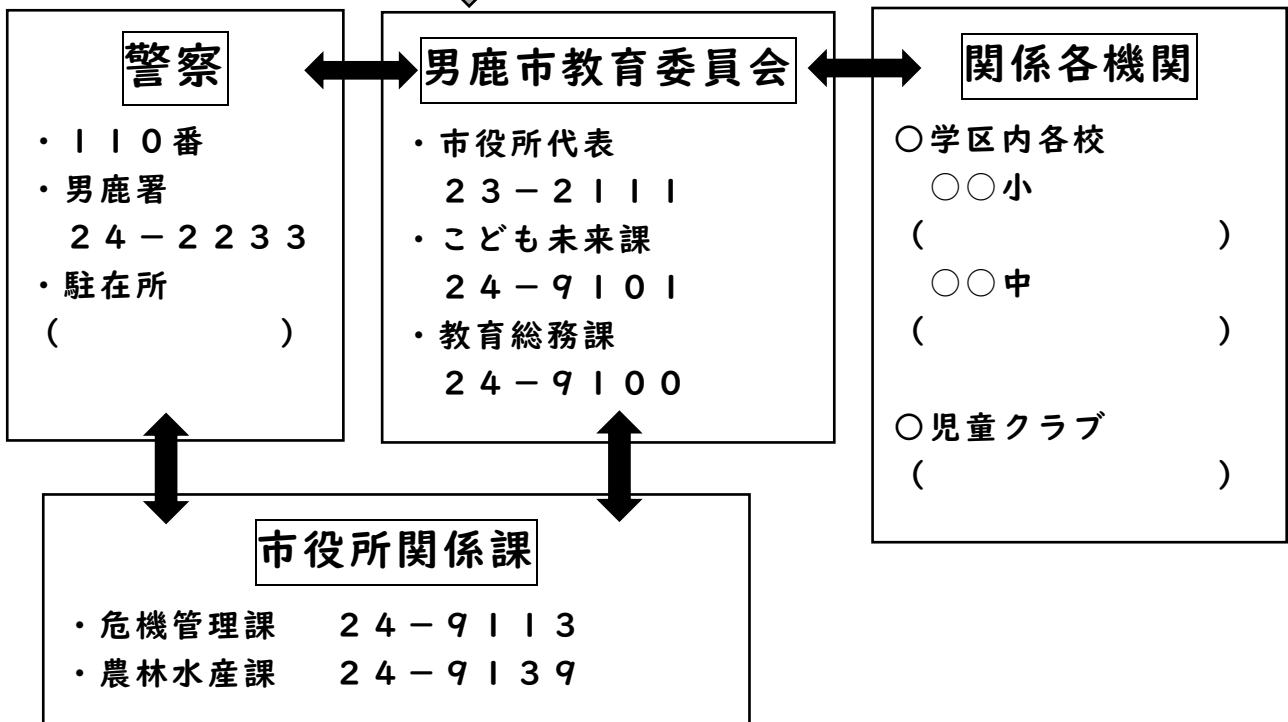 警察
・１１０番
・男鹿署
２４－２２３３
・駐在所
（　　　　　　　）
男鹿市教育委員会
・市役所代表
２３－２１１１
・こども未来課
２４－９１０１
・教育総務課
２４－９１００
関係各機関
○学区内各校
○○小
（　　　　　　　　　）
○○中
（　　　　　　　　　）
○児童クラブ
（　　　　　　　　　）
市役所関係課
・危機管理課　２４－９１１３
・農林水産課　２４－９１３９